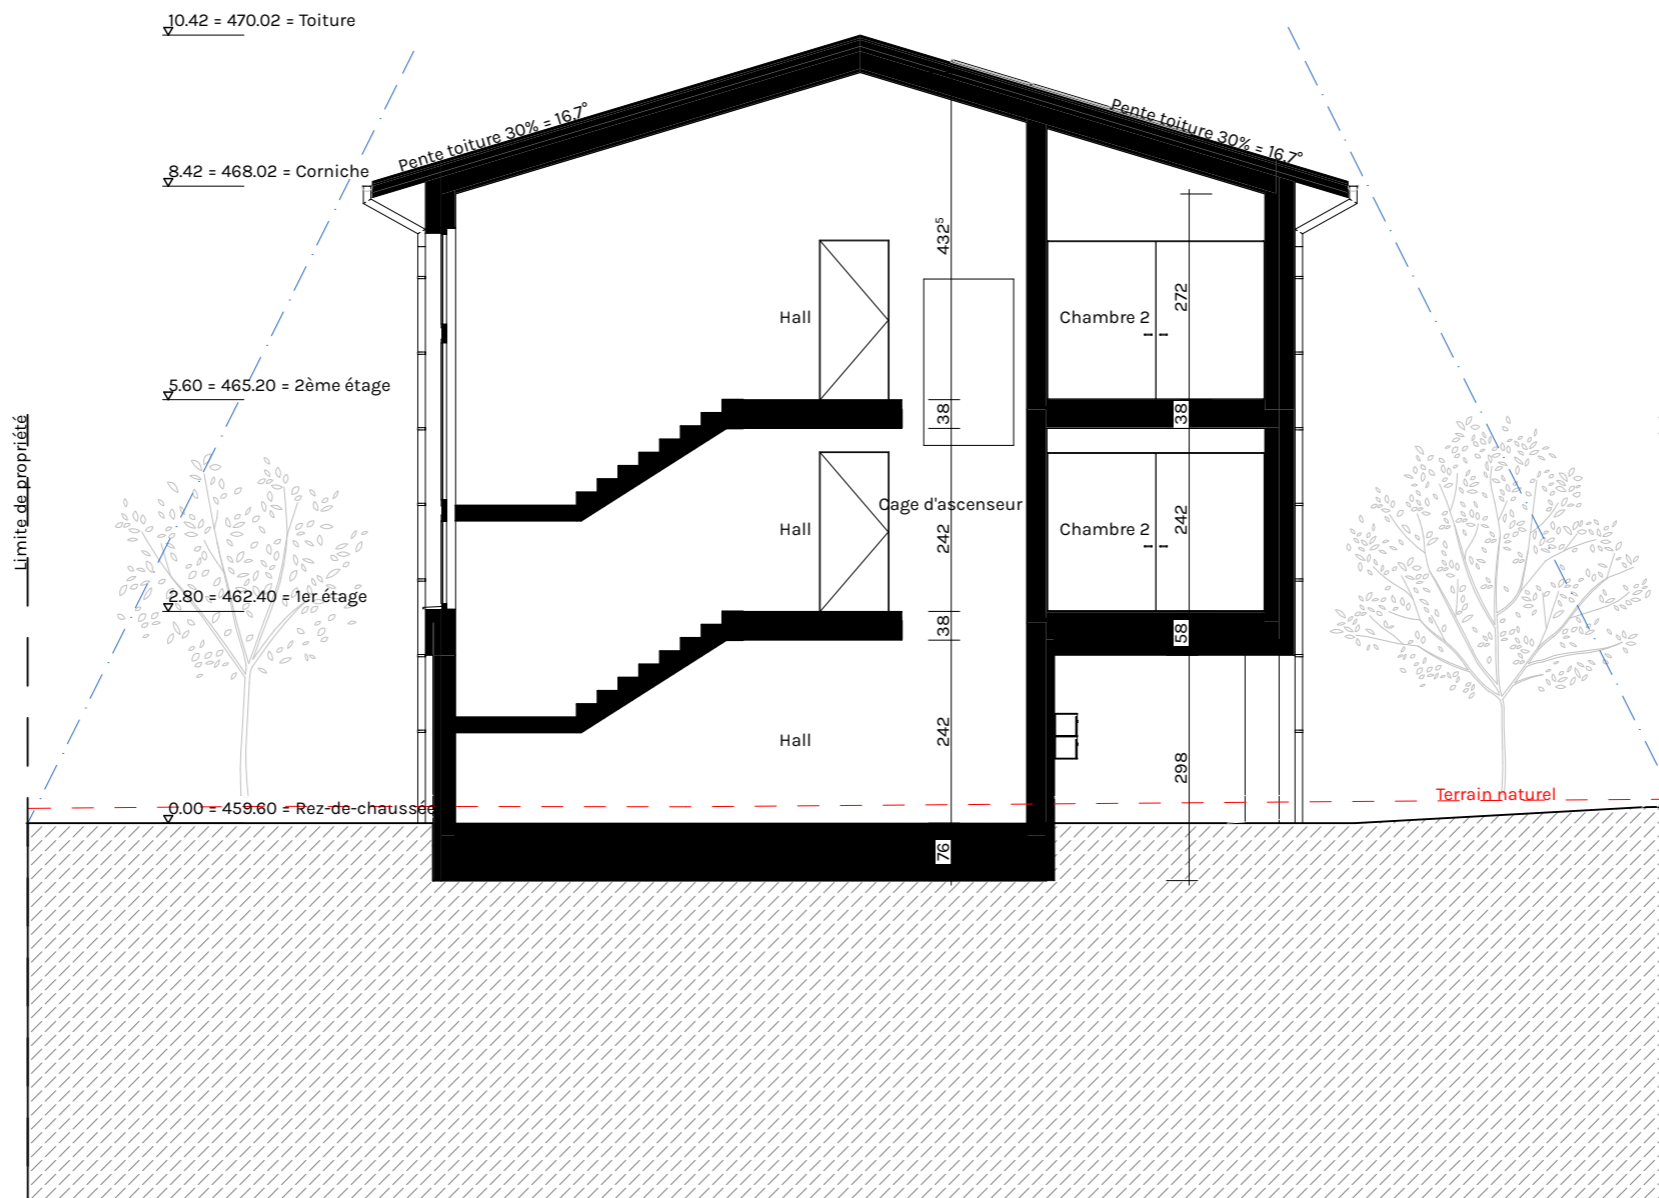 10.42 = 470.02 = Toiture
Pente toiture 30% = 16.7°
Pente toiture 30% = 16.7°
8.42 = 468.02 = Corniche
432⁵
272
Hall
Chambre 2
5.60 = 465.20 = 2ème étage
38
38
Limite de propriété
Cage d'ascenseur
Hall
242
Chambre 2
242
2.80 = 462.40 = 1er étage
38
58
Hall
242
298
Terrain naturel
0.00 = 459.60 = Rez-de-chaussée
76